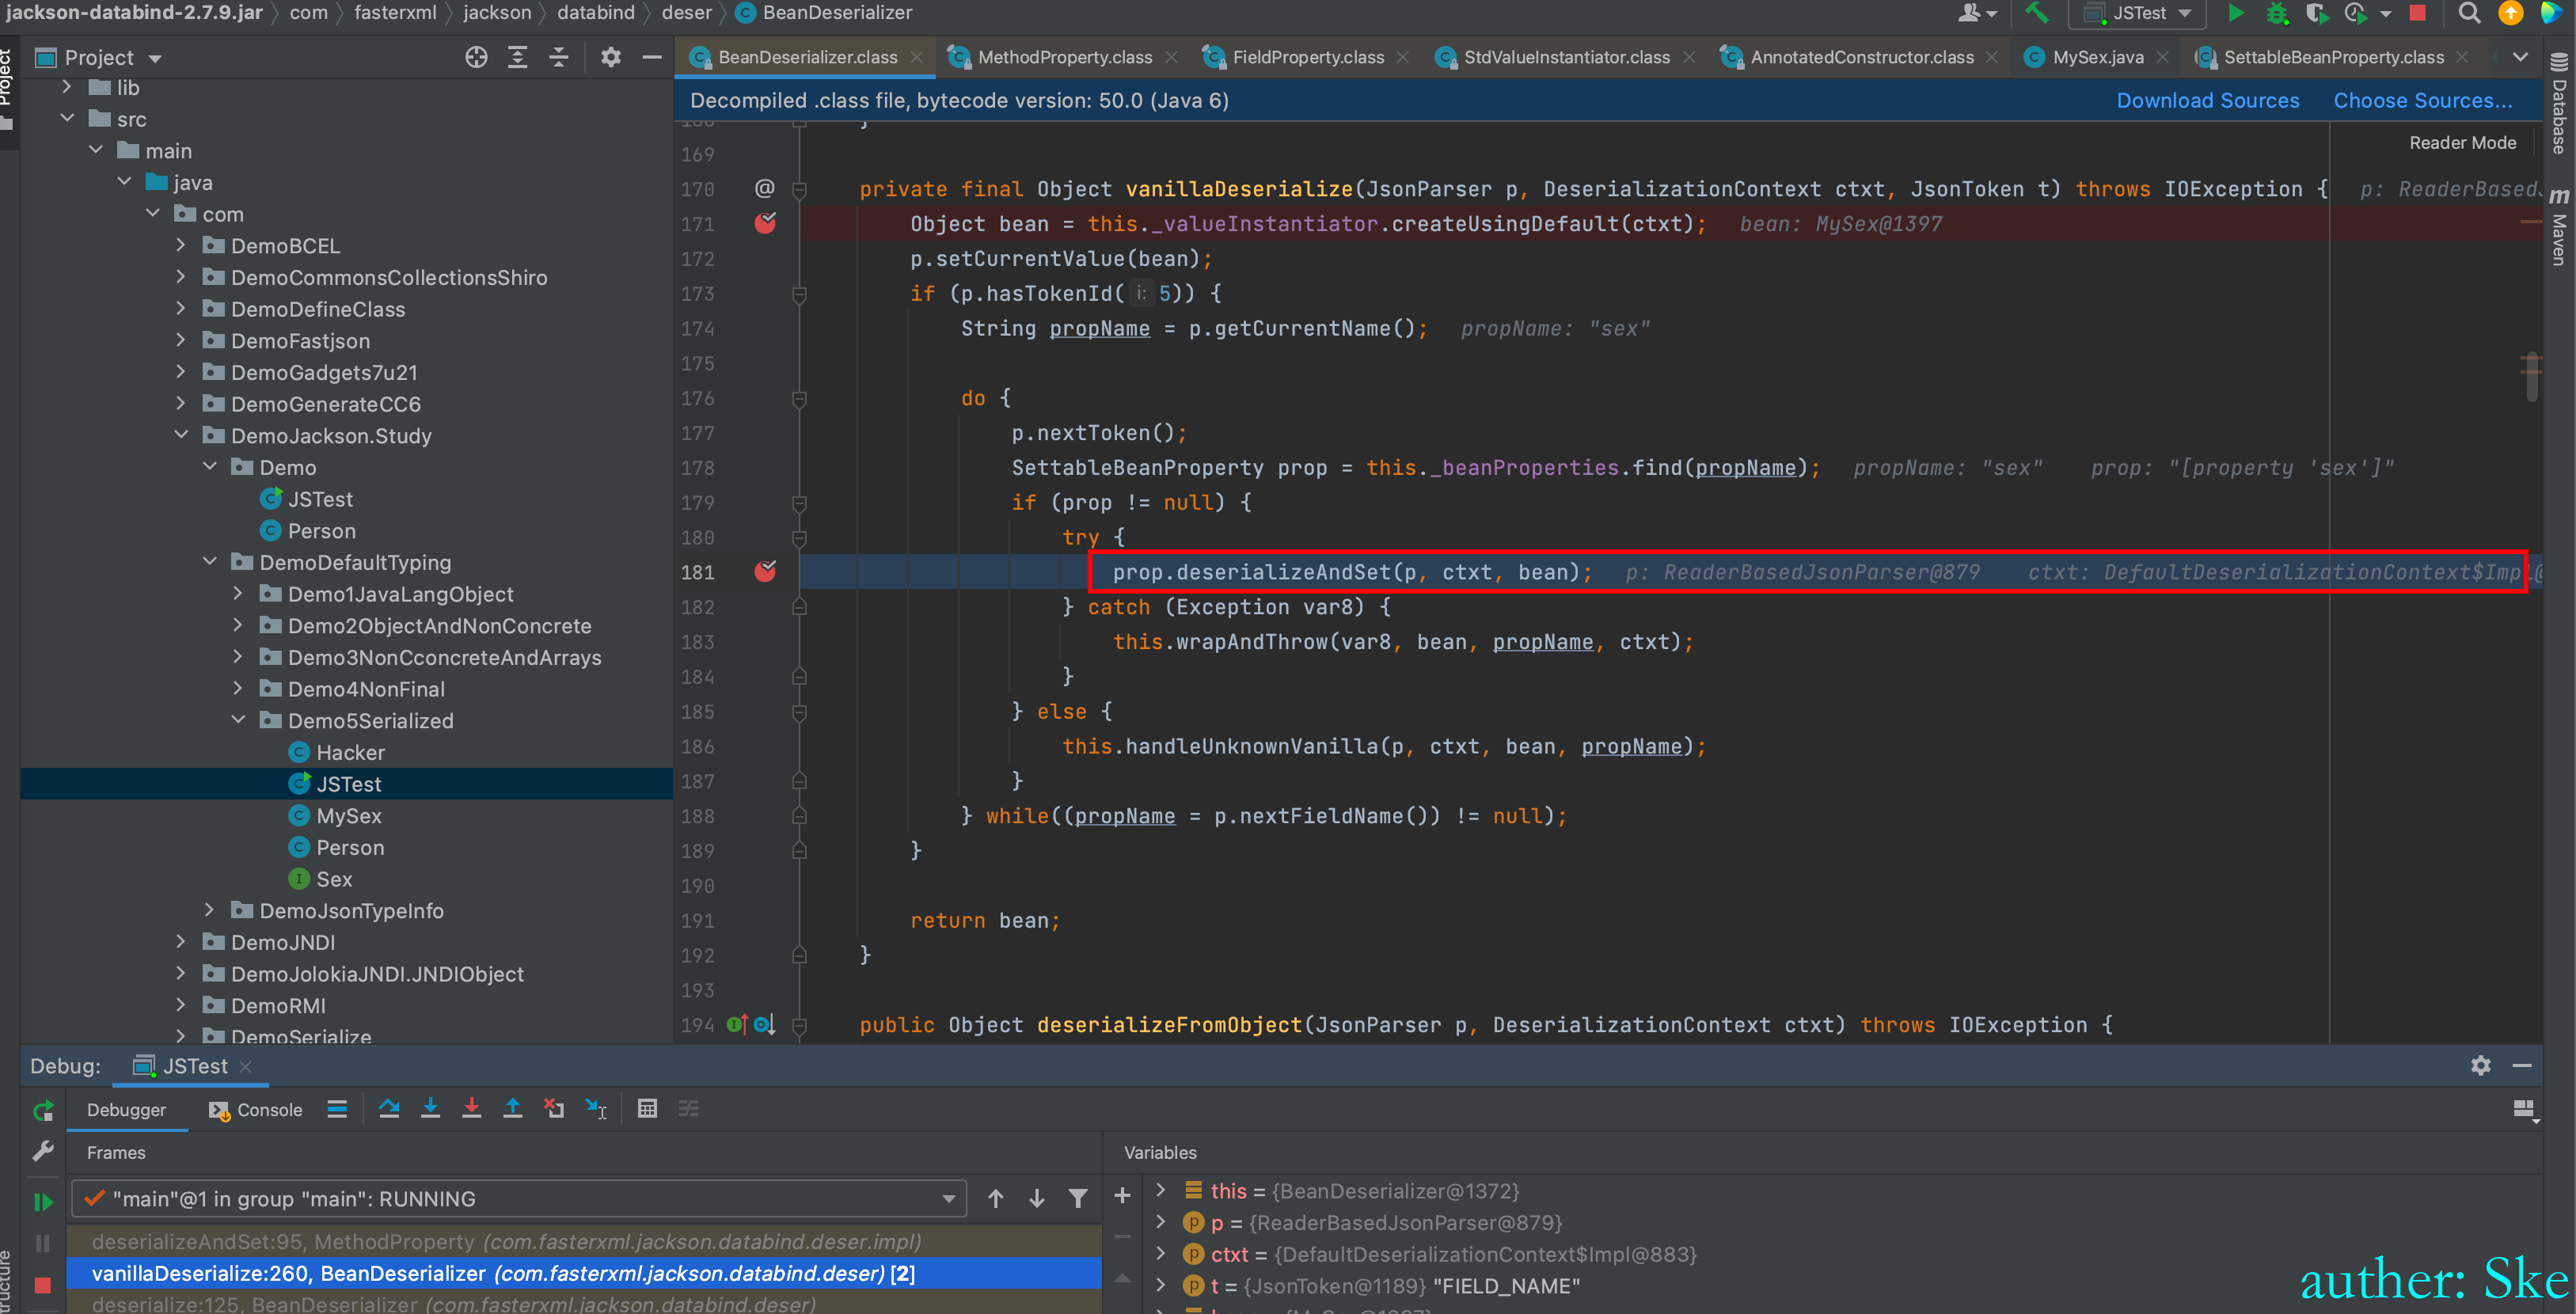 jackson-databind-2.7.9.jar com fasterxml jackson databind deser BeanDeserializer
JSTest
Project
Project
BeanDeserializer.class MethodProperty.class FieldProperty.class StdValueInstantiator.class AnnotatedConstructor.class MySex.java SettableBeanProperty.class
Decompiled .class file, bytecode version: 50.0 (Java 6) Download Sources Choose Sources...
Reader Mode
Database
Maven
lib
src
main
java
com
DemoBCEL
DemoCommonsCollectionsShiro
DemoDefineClass
DemoFastjson
DemoGadgets7u21
DemoGenerateCC6
DemoJackson.Study
Demo
JSTest
Person
DemoDefaultTyping
Demo1JavaLangObject
Demo2ObjectAndNonConcrete
Demo3NonCconcreteAndArrays
Demo4NonFinal
Demo5Serialized
Hacker
JSTest
MySex
Person
Sex
DemoJsonTypeInfo
DemoJNDI
DemoJolokiaJNDI.JNDIObject
DemoRMI
DemoSerialize
168 }
169
170 @ private final Object vanillaDeserialize(JsonParser p, DeserializationContext ctxt, JsonToken t) throws IOException { p: ReaderBasedJ
171 Object bean = this._valueInstantiator.createUsingDefault(ctxt); bean: MySex@1397
172 p.setCurrentValue(bean);
173 if (p.hasTokenId( i: 5)) {
174 String propName = p.getCurrentName(); propName: "sex"
175
176 do {
177 p.nextToken();
178 SettableBeanProperty prop = this._beanProperties.find(propName); propName: "sex" prop: "[property 'sex']"
179 if (prop != null) {
180 try {
181 prop.deserializeAndSet(p, ctxt, bean); p: ReaderBasedJsonParser@879 ctxt: DefaultDeserializationContext$Impl@
182 } catch (Exception var8) {
183 this.wrapAndThrow(var8, bean, propName, ctxt);
184 }
185 } else {
186 this.handleUnknownVanilla(p, ctxt, bean, propName);
187 }
188 } while((propName = p.nextFieldName()) != null);
189 }
190
191 return bean;
192 }
193
194 public Object deserializeFromObject(JsonParser p, DeserializationContext ctxt) throws IOException {
Debug: JSTest
Debugger Console
Frames
"main"@1 in group "main": RUNNING
deserializeAndSet:95, MethodProperty (com.fasterxml.jackson.databind.deser.impl)
vanillaDeserialize:260, BeanDeserializer (com.fasterxml.jackson.databind.deser) [2]
deserialize:125, BeanDeserializer (com.fasterxml.jackson.databind.deser)
Variables
this = {BeanDeserializer@1372}
p = {ReaderBasedJsonParser@879}
ctxt = {DefaultDeserializationContext$Impl@883}
t = {JsonToken@1189} "FIELD_NAME"
auther: Ske